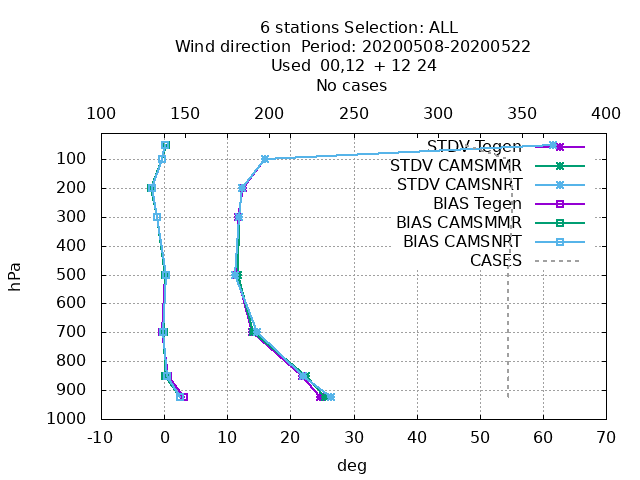 6 stations Selection: ALL
Wind direction  Period: 20200508-20200522
Used  00,12  + 12 24
No cases
100 150 200 250 300 350 400
STDV Tegen
STDV CAMSMMR
STDV CAMSNRT
BIAS Tegen
BIAS CAMSMMR
BIAS CAMSNRT
CASES
hPa
100
200
300
400
500
600
700
800
900
1000
-10 0 10 20 30 40 50 60 70
deg